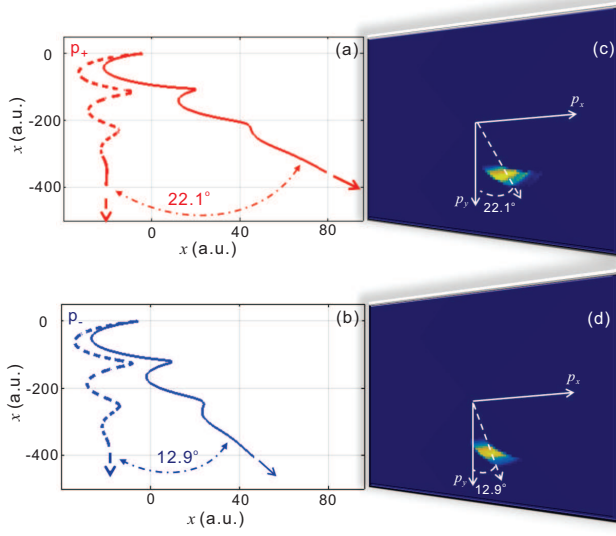 p+ (a)
0
-200
-400
x (a.u.)
22.1°
0 40 80
x (a.u.)
(c)
px
py
22.1°
p- (b)
0
-200
-400
x (a.u.)
12.9°
0 40 80
x (a.u.)
(d)
px
py
12.9°